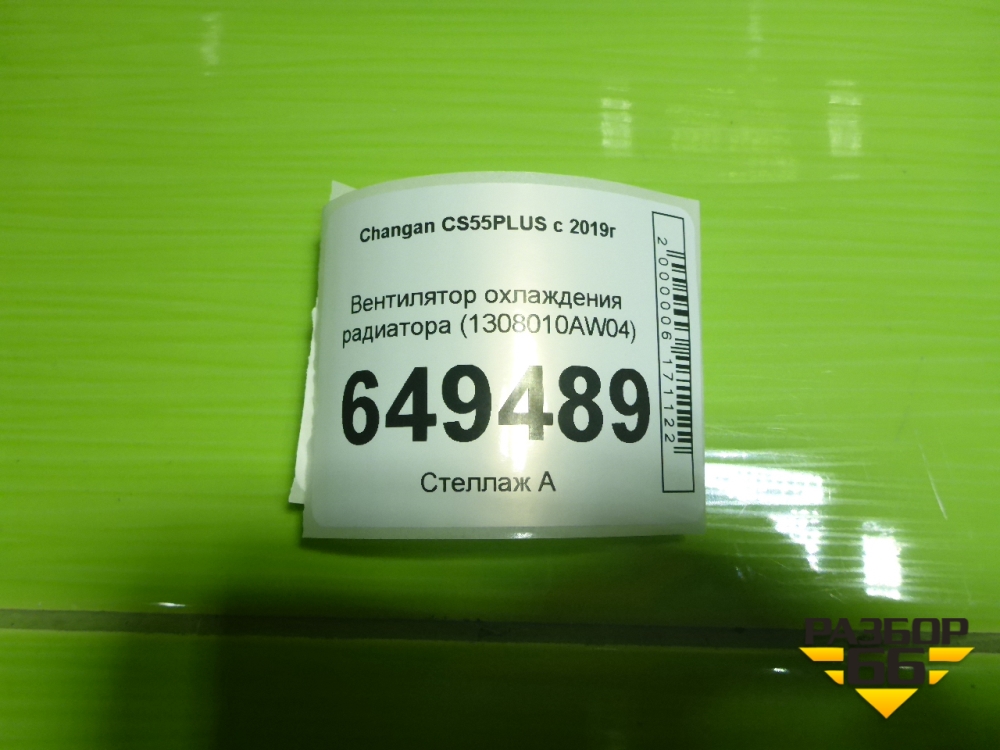 Changan CS55PLUS с 2019г
Вентилятор охлаждения
радиатора (1308010AW04)
649489
Стеллаж А
2000006171122
РАЗБОР
66